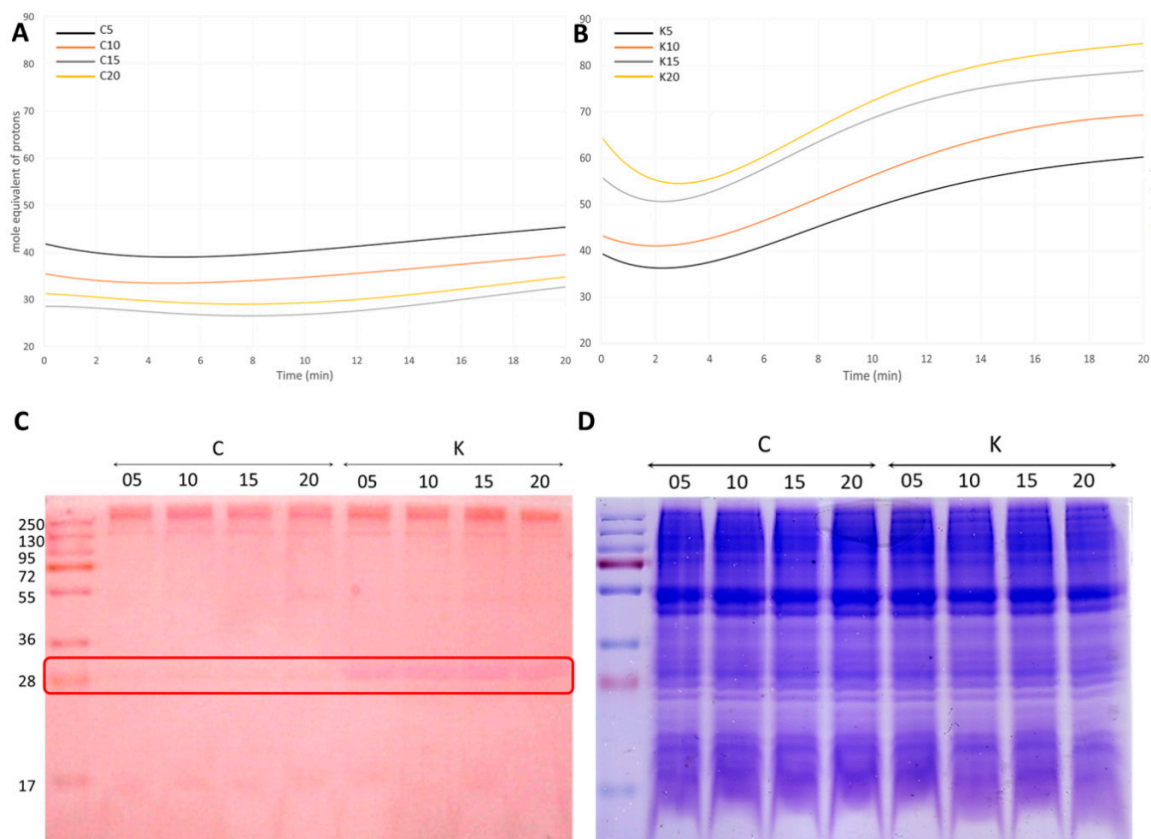 A
C5
C10
C15
C20
mole equivalent of protons
90
80
70
60
50
40
30
20
0 2 4 6 8 10 12 14 16 18 20
Time (min)
B
K5
K10
K15
K20
90
80
70
60
50
40
30
20
0 2 4 6 8 10 12 14 16 18 20
Time (min)
C
C K
05 10 15 20 05 10 15 20
250
130
95
72
55
36
28
17
D
C K
05 10 15 20 05 10 15 20